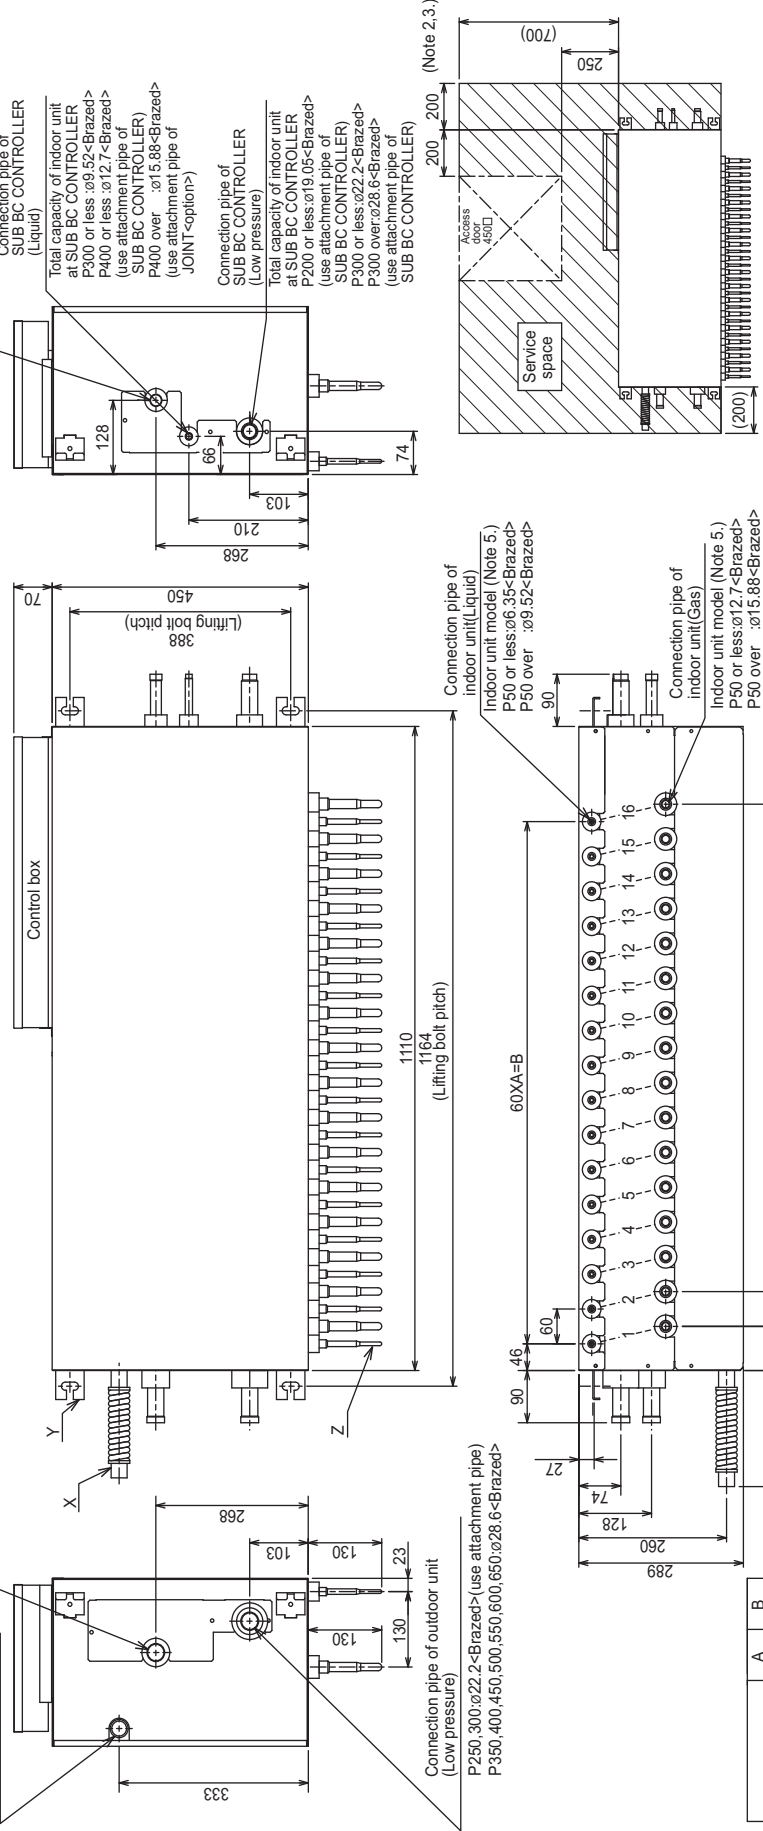 Connection pipe of
SUB BC CONTROLLER
(Liquid)
Total capacity of indoor unit
at SUB BC CONTROLLER
P300 or less:ø9.52<Brazed>
P400 or less:ø12.7<Brazed>
(use attachment pipe of
SUB BC CONTROLLER)
P400 over :ø15.88<Brazed>
(use attachment pipe of
JOINT<option>)
Connection pipe of
SUB BC CONTROLLER
(Low pressure)
Total capacity of indoor unit
at SUB BC CONTROLLER
P200 or less:ø19.05<Brazed>
(use attachment pipe of
SUB BC CONTROLLER)
P300 or less:ø22.2<Brazed>
P300 over:ø28.6<Brazed>
(use attachment pipe of
SUB BC CONTROLLER)
128
66
74
103
210
268
(Note 2,3.)
200
200
(700)
250
Access
door
450□
Service
space
(200)
70
450
388
(Lifting bolt pitch)
Control box
1110
1164
(Lifting bolt pitch)
X
Y
Z
Connection pipe of
indoor unit(Liquid)
Indoor unit model (Note 5.)
P50 or less:ø6.35<Brazed>
P50 over :ø9.52<Brazed>
Connection pipe of
indoor unit(Gas)
Indoor unit model (Note 5.)
P50 or less:ø12.7<Brazed>
P50 over :ø15.88<Brazed>
90
60XA=B
60
46
90
1 2 3 4 5 6 7 8 9 10 11 12 13 14 15 16
27
74
128
260
289
268
103
130
23
130
130
333
Connection pipe of outdoor unit
(Low pressure)
P250,300:ø22.2<Brazed>(use attachment pipe)
P350,400,450,500,550,600,650:ø28.6<Brazed>
A B